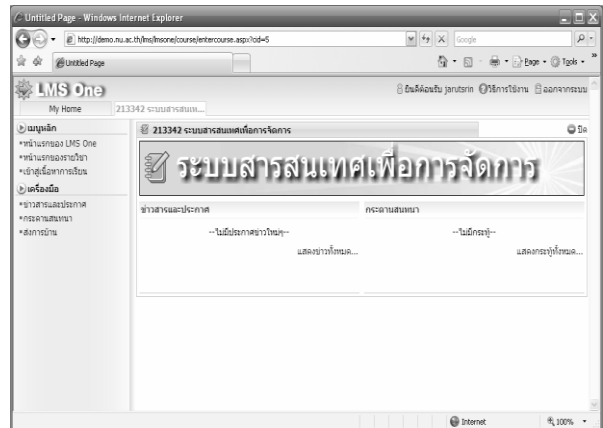 Untitled Page - Windows Internet Explorer
http://demo.nu.ac.th/lms/lmsone/course/entercourse.aspx?cid=5
Google
Untitled Page
Page
Tools
LMS One
ยินดีต้อนรับ jarutsrin วิธีการใช้งาน ออกจากระบบ
My Home
213342 ระบบสารสนเท...
เมนูหลัก
หน้าแรกของ LMS One
หน้าแรกของรายวิชา
เข้าสู่เนื้อหาการเรียน
เครื่องมือ
ข่าวสารและประกาศ
กระดานสนทนา
ส่งการบ้าน
213342 ระบบสารสนเทศเพื่อการจัดการ
ปิด
ระบบสารสนเทศเพื่อการจัดการ
ข่าวสารและประกาศ
--ไม่มีประกาศข่าวใหม่ๆ--
แสดงข่าวทั้งหมด...
กระดานสนทนา
--ไม่มีกระทู้--
แสดงกระทู้ทั้งหมด...
Internet
100%